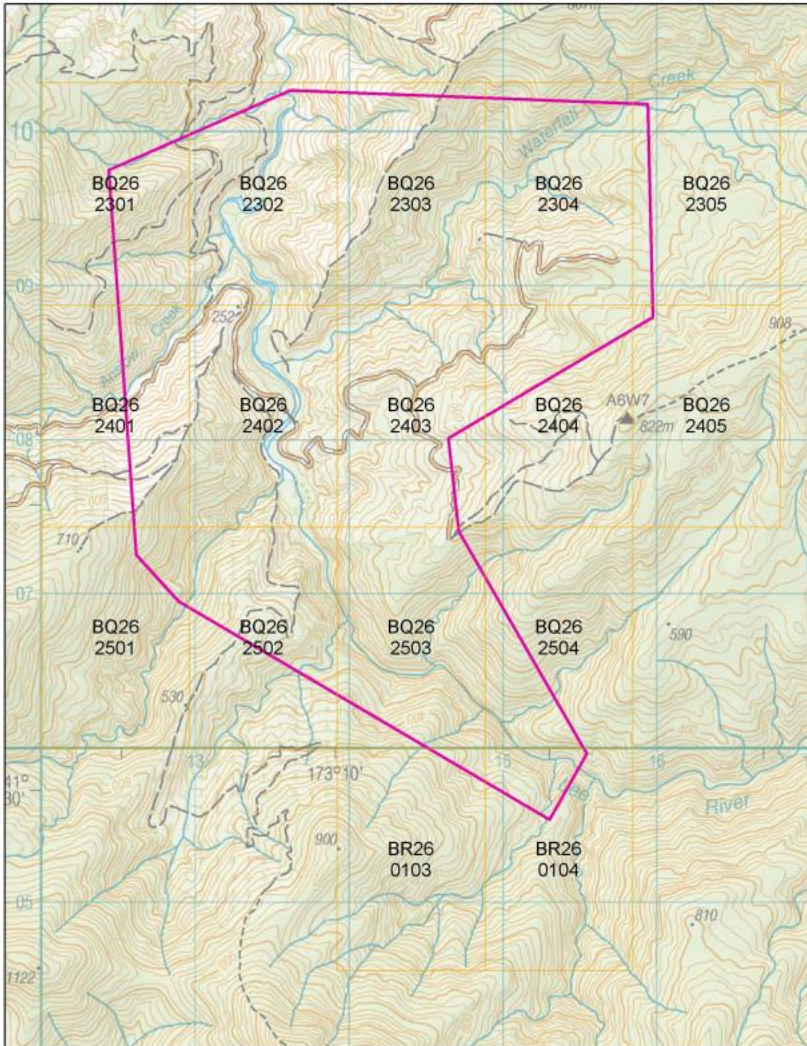 Creek
10
Waterfall
BQ26
2301
BQ26
2302
BQ26
2303
BQ26
2304
BQ26
2305
09
Creek
252
908
A6W7
822m
BQ26
2401
BQ26
2402
BQ26
2403
BQ26
2404
BQ26
2405
08
710
07
BQ26
2501
BQ26
2502
BQ26
2503
BQ26
2504
590
530
13
173°10'
15
16
41°
30'
Lee
River
900
BR26
0103
BR26
0104
05
810
1122